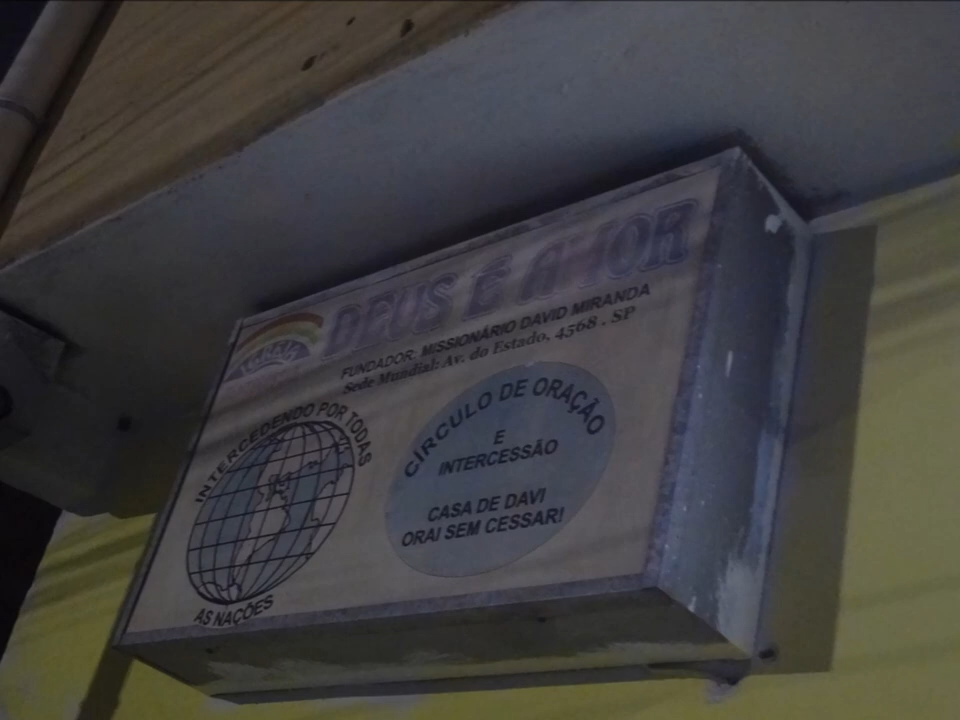 DEUS É AMOR
FUNDADOR: MISSIONÁRIO DAVID MIRANDA
Sede Mundial: Av. do Estado, 4568 . SP
INTERCEDENDO POR TODAS
AS NAÇÕES
CÍRCULO DE ORAÇÃO
E
INTERCESSÃO
CASA DE DAVI
ORAI SEM CESSAR!